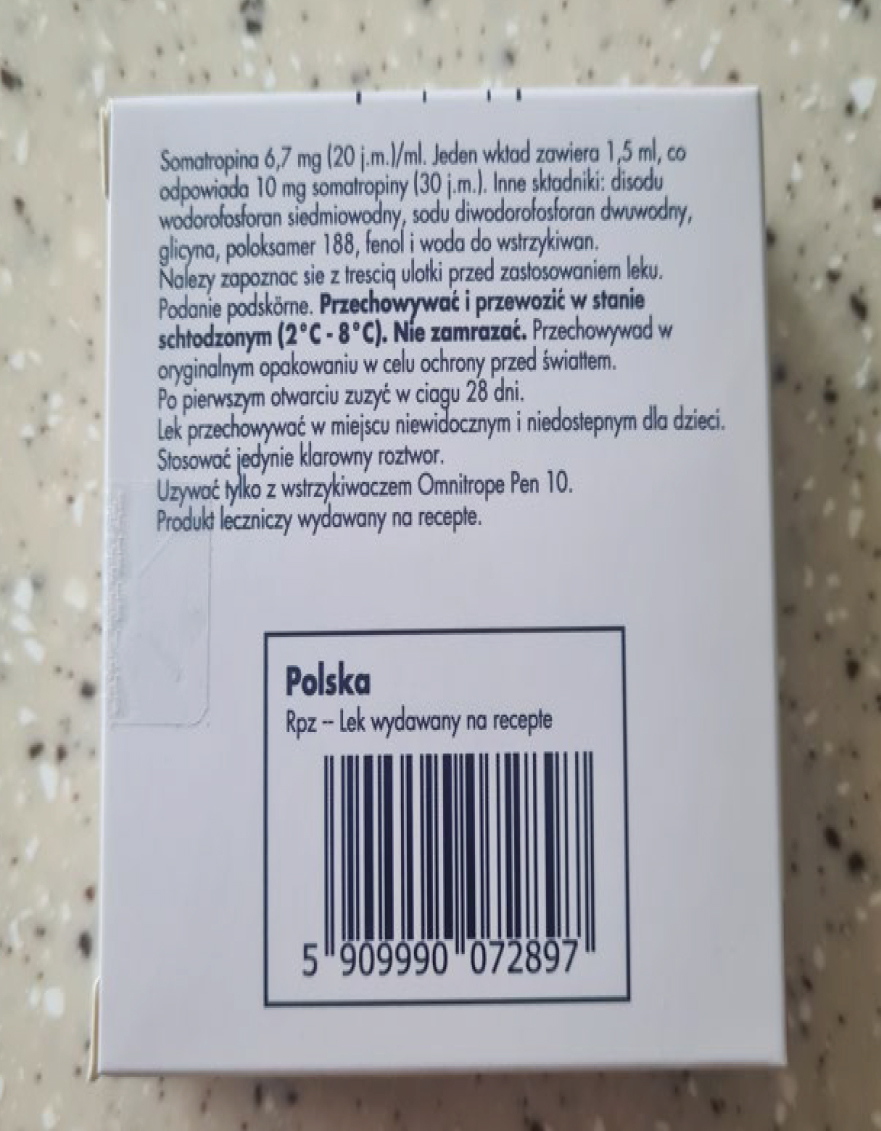 Somatropina 6,7 mg (20 j.m.)/ml. Jeden wkład zawiera 1,5 ml, co
odpowiada 10 mg somatropiny (30 j.m.). Inne składniki: disodu
wodorofosforan siedmiowodny, sodu diwodorofosforan dwuwodny,
glicyna, poloksamer 188, fenol i woda do wstrzykiwan.
Nalezy zapoznac sie z trescią ulotki przed zastosowaniem leku.
Podanie podskörne. Przechowywać i przewozić w stanie
schłodzonym (2°C - 8°C). Nie zamrazać. Przechowywad w
oryginalnym opakowaniu w celu ochrony przed światłem.
Po pierwszym otwarciu zuzyć w ciagu 28 dni.
Lek przechowywać w miejscu niewidocznym i niedostepnym dla dzieci.
Stosować jedynie klarowny roztwor.
Uzywać tylko z wstrzykiwaczem Omnitrope Pen 10.
Produkt leczniczy wydawany na recepte.
Polska
Rpz -- Lek wydawany na recepte
5 909990 072897